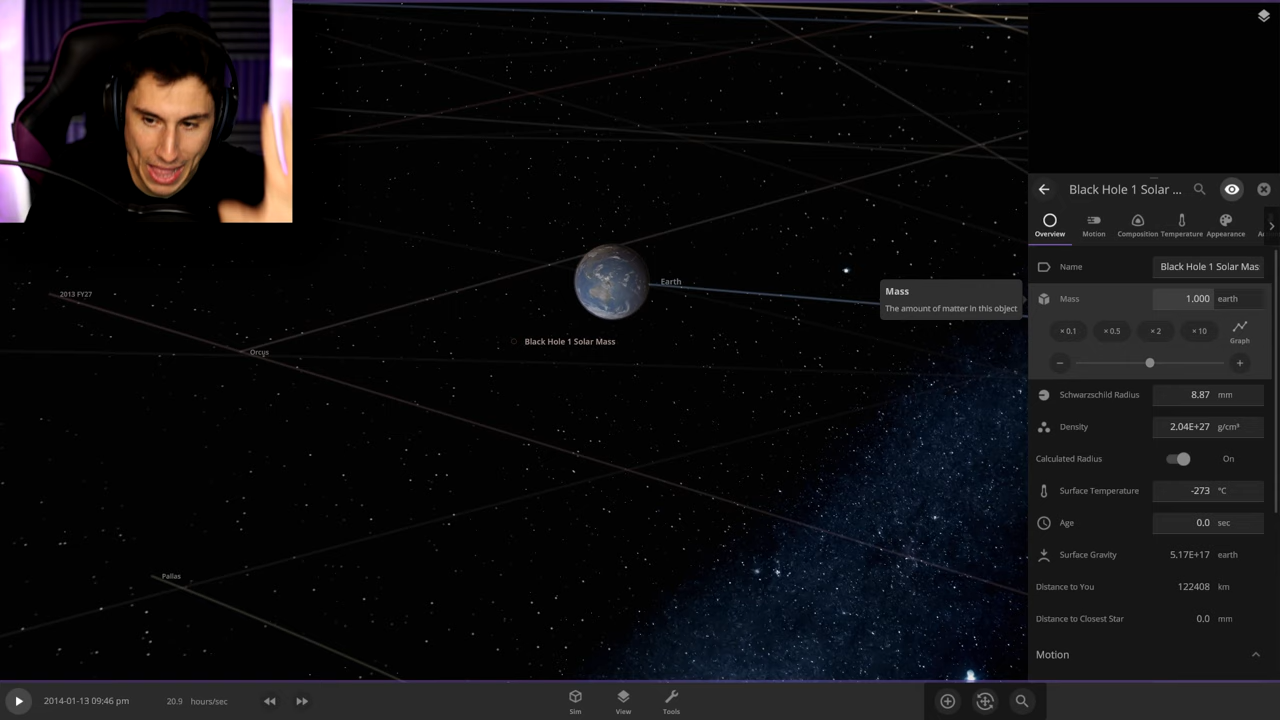 Black Hole 1 Solar ...
Overview
Motion
Composition
Temperature
Appearance
Name
Black Hole 1 Solar Mas
Mass
1.000 earth
× 0.1
× 0.5
× 2
× 10
Graph
Schwarzschild Radius
8.87 mm
Density
2.04E+27 g/cm³
Calculated Radius
On
Surface Temperature
-273 °C
Age
0.0 sec
Surface Gravity
5.17E+17 earth
Distance to You
122408 km
Distance to Closest Star
0.0 mm
Motion
Mass
The amount of matter in this object
Earth
Black Hole 1 Solar Mass
2013 FY27
Orcus
Pallas
2014-01-13 09:46 pm
20.9 hours/sec
Sim
View
Tools